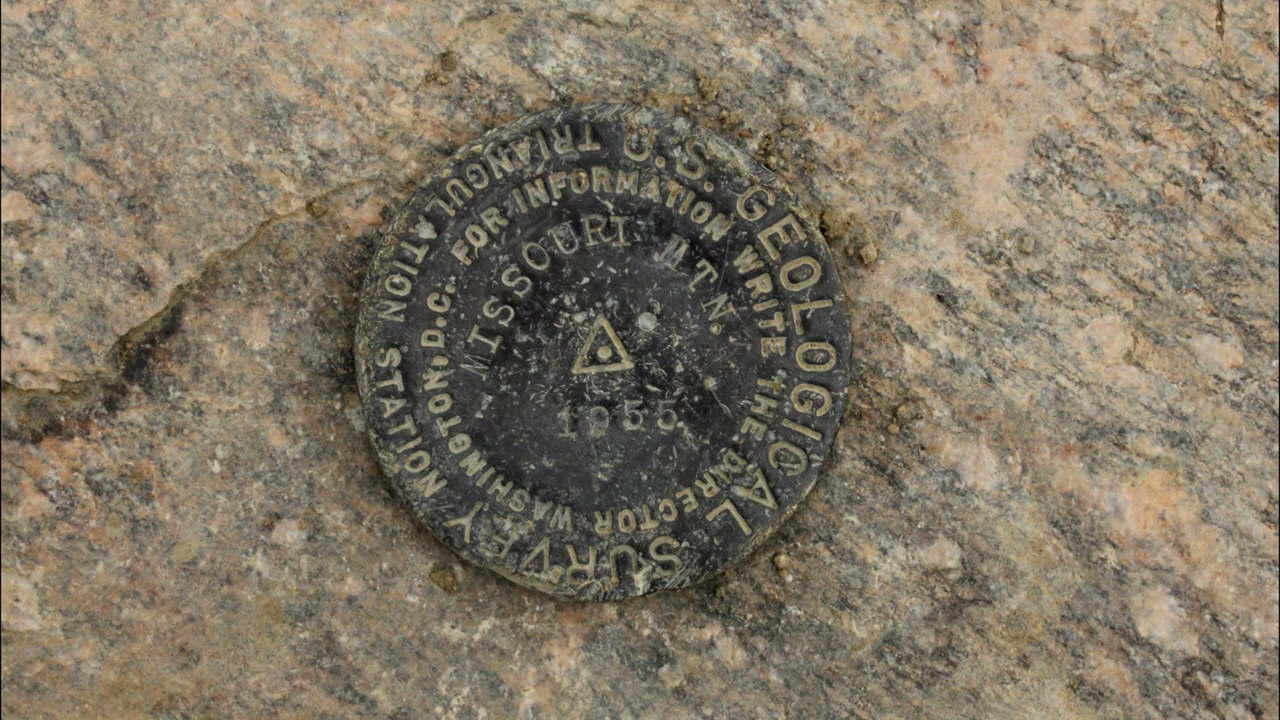 U.S. GEOLOGICAL SURVEY
TRIANGULATION STATION
FOR INFORMATION WRITE THE DIRECTOR WASHINGTON, D.C.
MISSOURI MTN.
1955